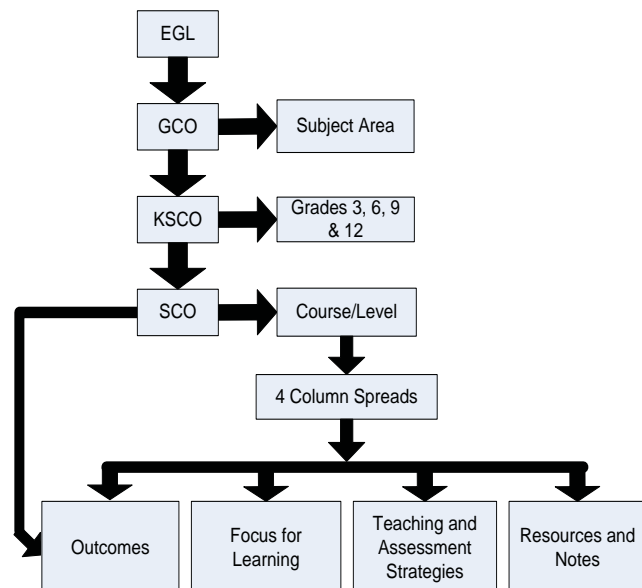 EGL
GCO
Subject Area
KSCO
Grades 3, 6, 9
& 12
SCO
Course/Level
4 Column Spreads
Outcomes
Focus for
Learning
Teaching and
Assessment
Strategies
Resources and
Notes